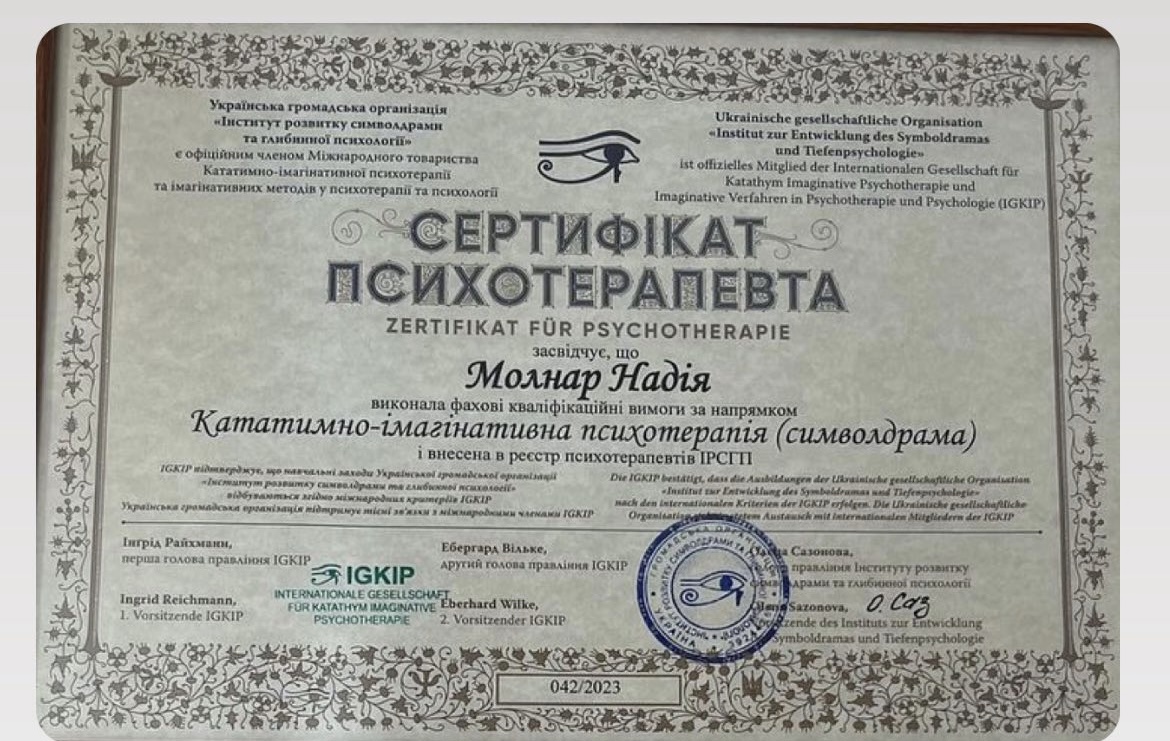 Українська громадська організація
«Інститут розвитку символдрами
та глибинної психології»
є офіційним членом Міжнародного товариства
Кататимно-імагінативної психотерапії
та імагінативних методів у психотерапії та психології
Ukrainische gesellschaftliche Organisation
«Institut zur Entwicklung des Symboldramas
und Tiefenpsychologie»
ist offizielles Mitglied der Internationalen Gesellschaft für
Katathym Imaginative Psychotherapie und
Imaginative Verfahren in Psychotherapie und Psychologie (IGKIP)
СЕРТИФІКАТ
ПСИХОТЕРАПЕВТА
ZERTIFIKAT FÜR PSYCHOTHERAPIE
засвідчує, що
Молнар Надія
виконала фахові кваліфікаційні вимоги за напрямком
Кататимно-імагінативна психотерапія (символдрама)
і внесена в реєстр психотерапевтів ІРСГП
IGKIP підтверджує, що навчальні заходи Української громадської організації
«Інститут розвитку символдрами та глибинної психології»
відбуваються згідно міжнародних критеріїв IGKIP
Українська громадська організація підтримує тісні зв'язки з міжнародними членами IGKIP
Die IGKIP bestätigt, dass die Ausbildungen der Ukrainische gesellschaftliche Organisation
«Institut zur Entwicklung des Symboldramas und Tiefenpsychologie»
nach den internationalen Kriterien der IGKIP erfolgen. Die Ukrainische gesellschaftliche
Organisation Austausch mit internationalen Mitgliedern der IGKIP
Інгрід Райхманн,
перша голова правління IGKIP
Ingrid Reichmann,
1. Vorsitzende IGKIP
IGKIP
INTERNATIONALE GESELLSCHAFT
FÜR KATATHYM IMAGINATIVE
PSYCHOTHERAPIE
Ебергард Вільке,
другий голова правління IGKIP
Eberhard Wilke,
2. Vorsitzender IGKIP
Сазонова,
правління Інституту розвитку
та глибинної психології
Sazonova,
des Instituts zur Entwicklung
Symboldramas und Tiefenpsychologie
О. Саз
УКРАЇНА
042/2023